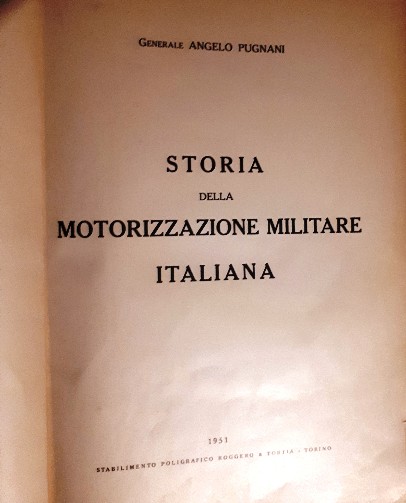 Generale ANGELO PUGNANI
STORIA
DELLA
MOTORIZZAZIONE MILITARE
ITALIANA
1951
STABILIMENTO POLIGRAFICO ROGGERO & TORTIA - TORINO